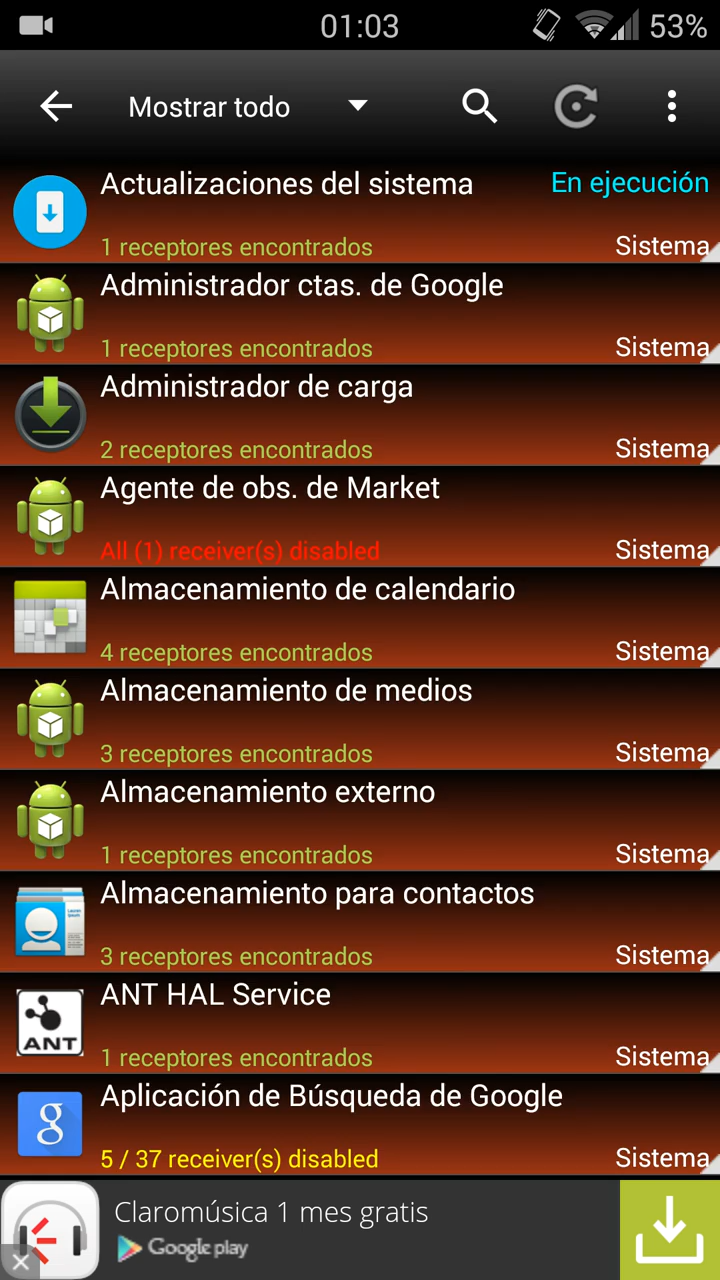 01:03 53%
Mostrar todo
Actualizaciones del sistema En ejecución
1 receptores encontrados Sistema
Administrador ctas. de Google
1 receptores encontrados Sistema
Administrador de carga
2 receptores encontrados Sistema
Agente de obs. de Market
All (1) receiver(s) disabled Sistema
Almacenamiento de calendario
4 receptores encontrados Sistema
Almacenamiento de medios
3 receptores encontrados Sistema
Almacenamiento externo
1 receptores encontrados Sistema
Almacenamiento para contactos
3 receptores encontrados Sistema
ANT HAL Service
ANT
1 receptores encontrados Sistema
Aplicación de Búsqueda de Google
g
5 / 37 receiver(s) disabled Sistema
Claromúsica 1 mes gratis
Google play